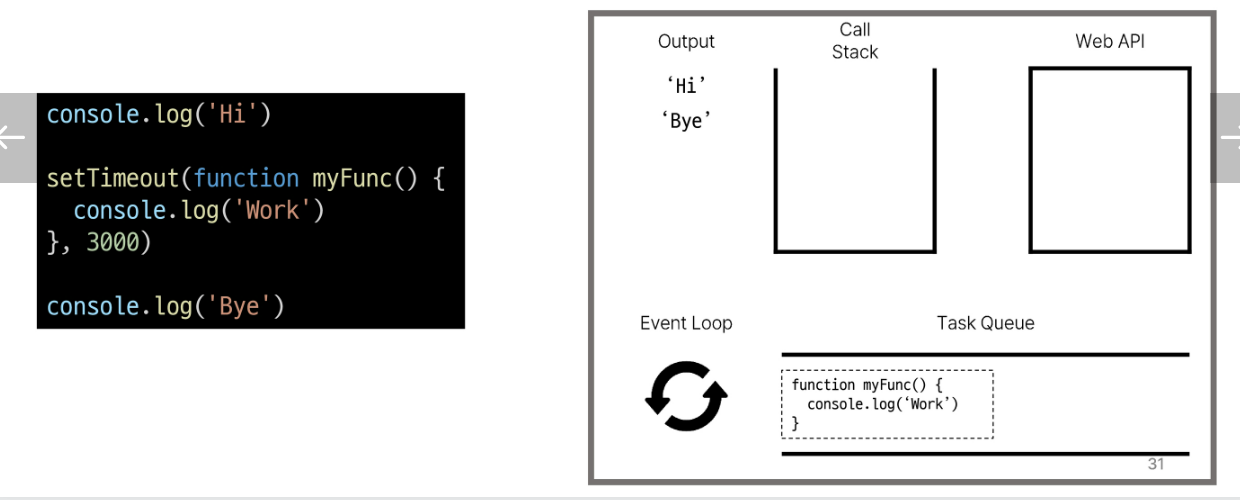 console.log('Hi')
setTimeout(function myFunc() {
  console.log('Work')
}, 3000)
console.log('Bye')
Output
Call
Stack
Web API
‘Hi’
‘Bye’
Event Loop
Task Queue
function myFunc() {
  console.log(‘Work’)
}
31